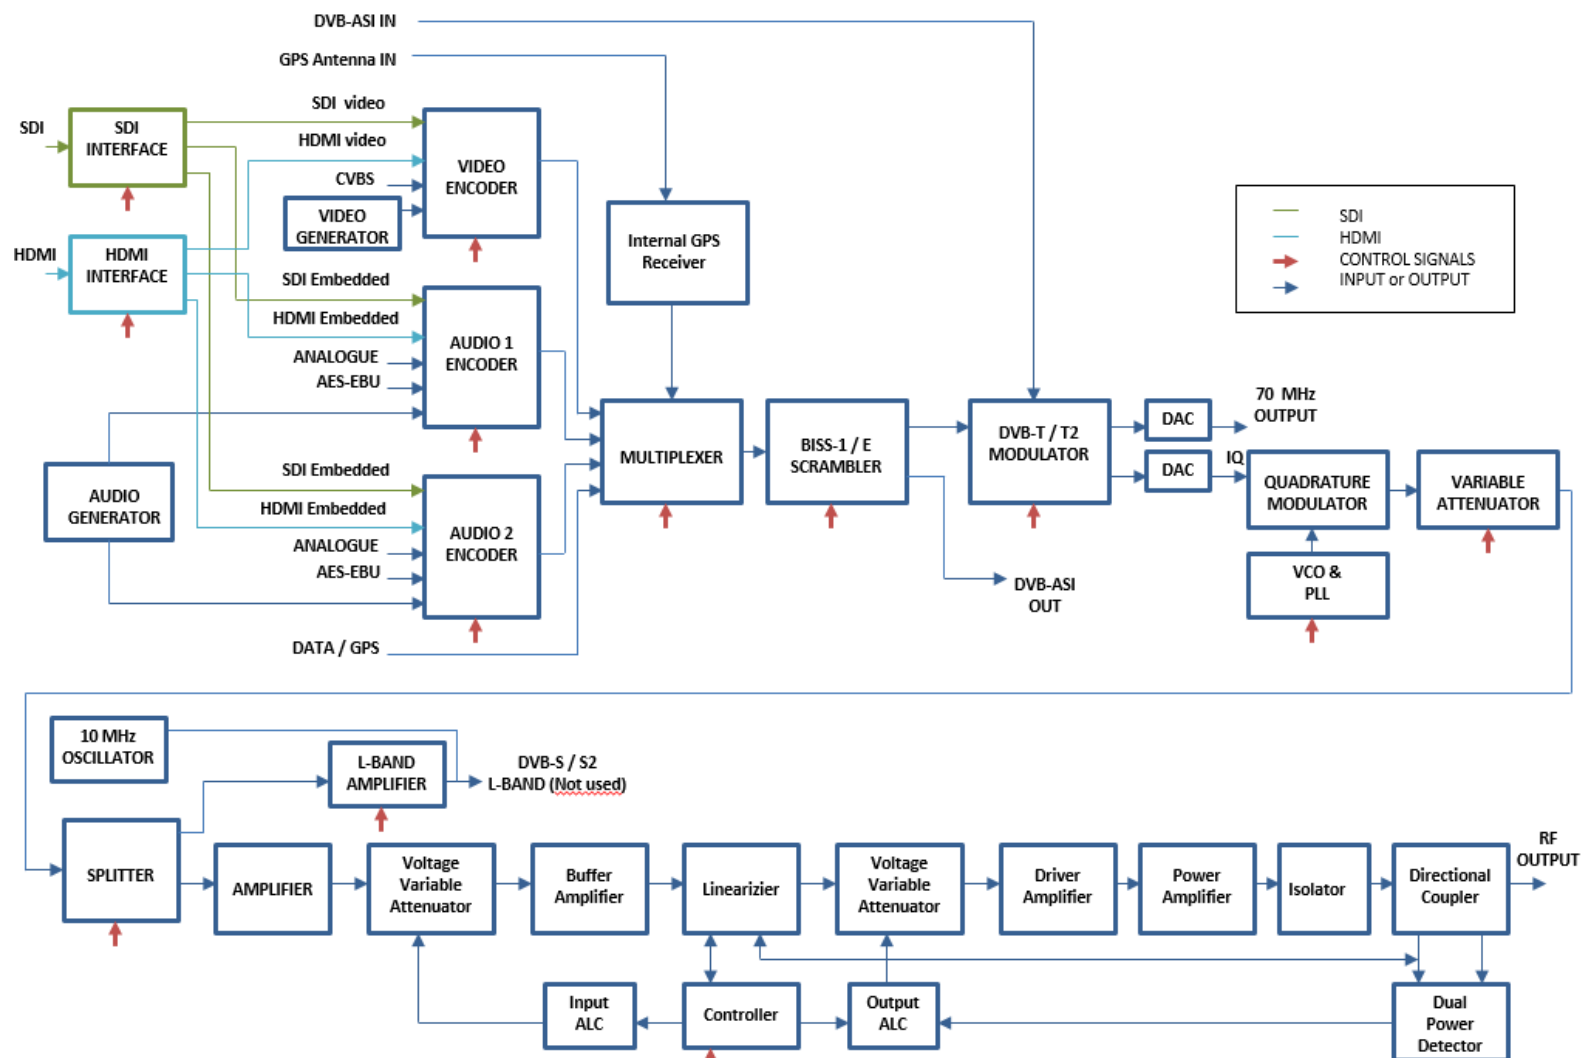 DVB-ASI IN
GPS Antenna IN
SDI
SDI
INTERFACE
SDI video
HDMI video
CVBS
VIDEO
GENERATOR
VIDEO
ENCODER
HDMI
HDMI
INTERFACE
SDI Embedded
HDMI Embedded
ANALOGUE
AES-EBU
AUDIO 1
ENCODER
Internal GPS
Receiver
SDI
HDMI
CONTROL SIGNALS
INPUT or OUTPUT
AUDIO
GENERATOR
SDI Embedded
HDMI Embedded
ANALOGUE
AES-EBU
AUDIO 2
ENCODER
DATA / GPS
MULTIPLEXER
BISS-1 / E
SCRAMBLER
DVB-T / T2
MODULATOR
DAC
70 MHz
OUTPUT
DAC
IQ
QUADRATURE
MODULATOR
VARIABLE
ATTENUATOR
VCO &
PLL
DVB-ASI
OUT
10 MHz
OSCILLATOR
L-BAND
AMPLIFIER
DVB-S / S2
L-BAND (Not used)
SPLITTER
AMPLIFIER
Voltage
Variable
Attenuator
Buffer
Amplifier
Linearizier
Voltage
Variable
Attenuator
Driver
Amplifier
Power
Amplifier
Isolator
Directional
Coupler
RF
OUTPUT
Input
ALC
Controller
Output
ALC
Dual
Power
Detector